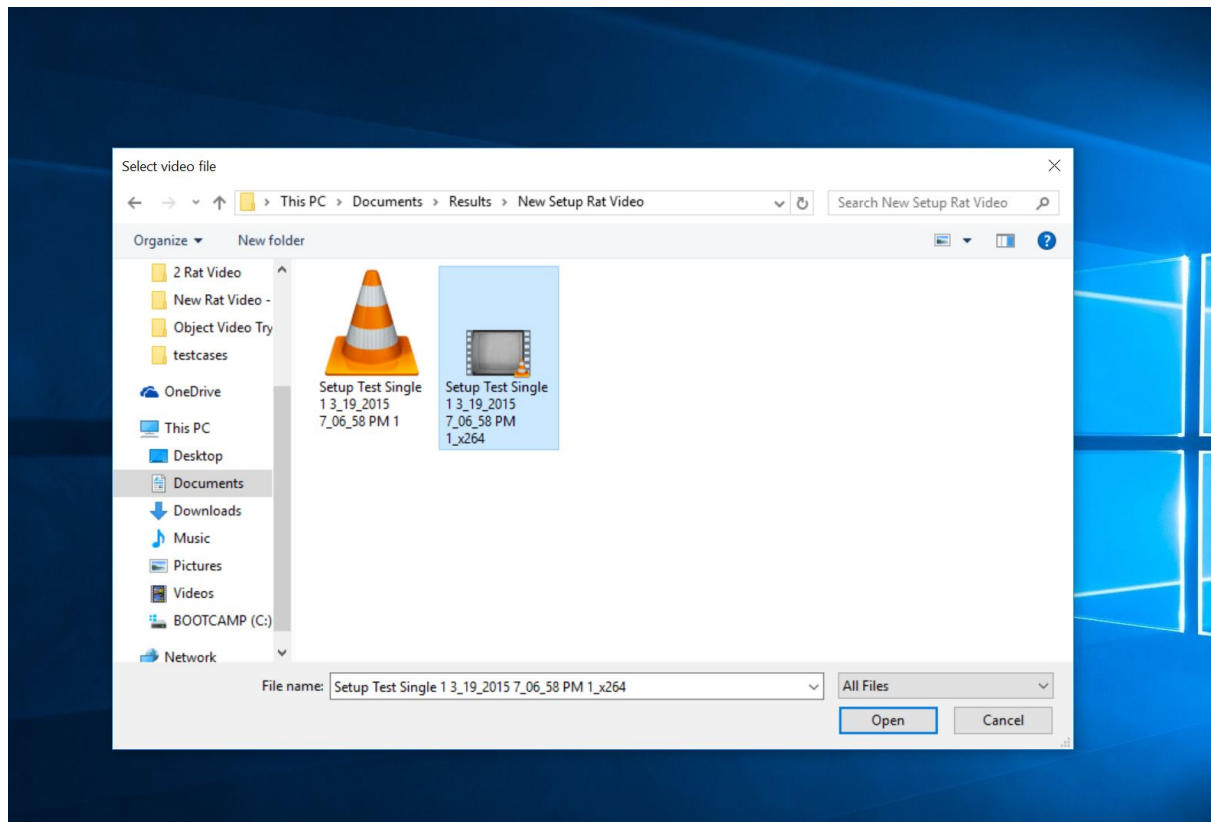 Select video file
This PC > Documents > Results > New Setup Rat Video
Search New Setup Rat Video
Organize
New folder
?
2 Rat Video
New Rat Video -
Object Video Try
testcases
OneDrive
This PC
Desktop
Documents
Downloads
Music
Pictures
Videos
BOOTCAMP (C:)
Network
Setup Test Single
1 3_19_2015
7_06_58 PM 1
Setup Test Single
1 3_19_2015
7_06_58 PM
1_x264
File name: Setup Test Single 1 3_19_2015 7_06_58 PM 1_x264
All Files
Open
Cancel